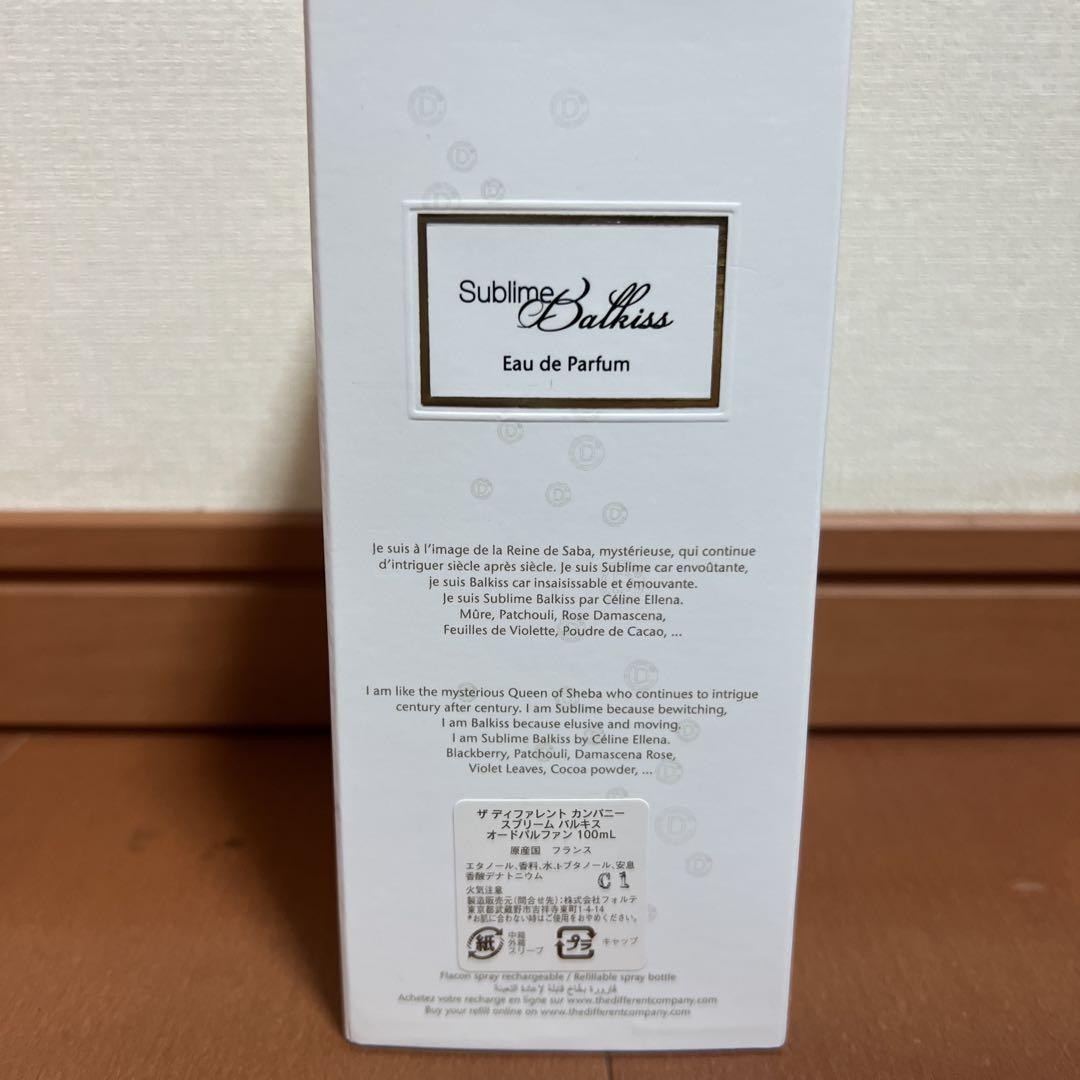 Sublime Balkiss
Eau de Parfum
Je suis à l'image de la Reine de Saba, mystérieuse, qui continue
d'intriguer siècle après siècle. Je suis Sublime car envoûtante,
je suis Balkiss car insaisissable et émouvante.
Je suis Sublime Balkiss par Céline Ellena.
Mûre, Patchouli, Rose Damascena,
Feuilles de Violette, Poudre de Cacao, ...
I am like the mysterious Queen of Sheba who continues to intrigue
century after century. I am Sublime because bewitching,
I am Balkiss because elusive and moving.
I am Sublime Balkiss by Céline Ellena.
Blackberry, Patchouli, Damascena Rose,
Violet Leaves, Cocoa powder, ...
ザ ディファレント カンパニー
スブリーム バルキス
オードパルファン 100mL
原産国 フランス
エタノール、香料、水、t-ブタノール、安息
香酸デナトニウム
C1
火気注意
製造販売元(問合せ先):株式会社フォルテ
東京都武蔵野市吉祥寺東町1-4-14
*お肌に合わない時はご使用をおやめください。
紙
中箱
外箱
スリーブ
プラ
キャップ
Flacon spray rechargeable / Refillable spray bottle
قارورة بخاخ قابلة لإعادة التعبئة
Achetez votre recharge en ligne sur www.thedifferentcompany.com
Buy your refill online on www.thedifferentcompany.com